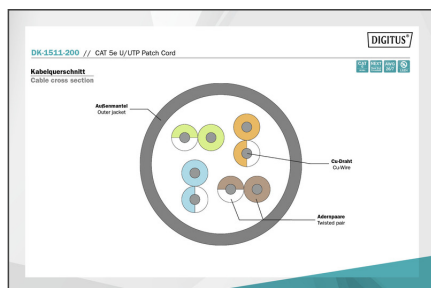 DIGITUS®
DK-1511-200 // CAT 5e U/UTP Patch Cord
Kabelquerschnitt
Cable cross section
Außenmantel
Outer jacket
Cu-Draht
Cu-Wire
Adernpaare
Twisted pair